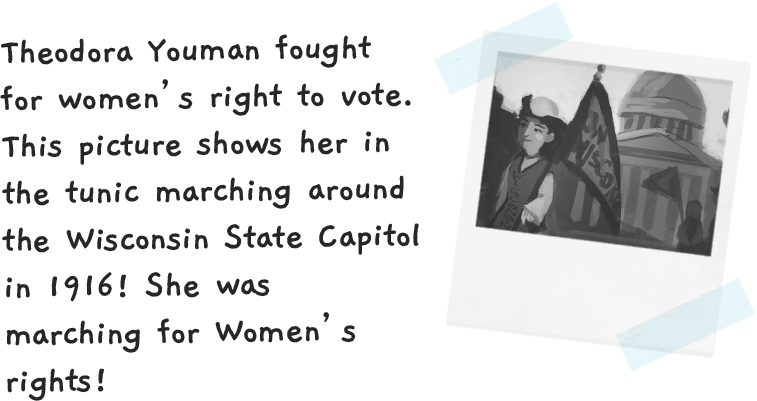 Theodora Youman fought
for women's right to vote.
This picture shows her in
the tunic marching around
the Wisconsin State Capitol
in 1916! She was
marching for Women's
rights!